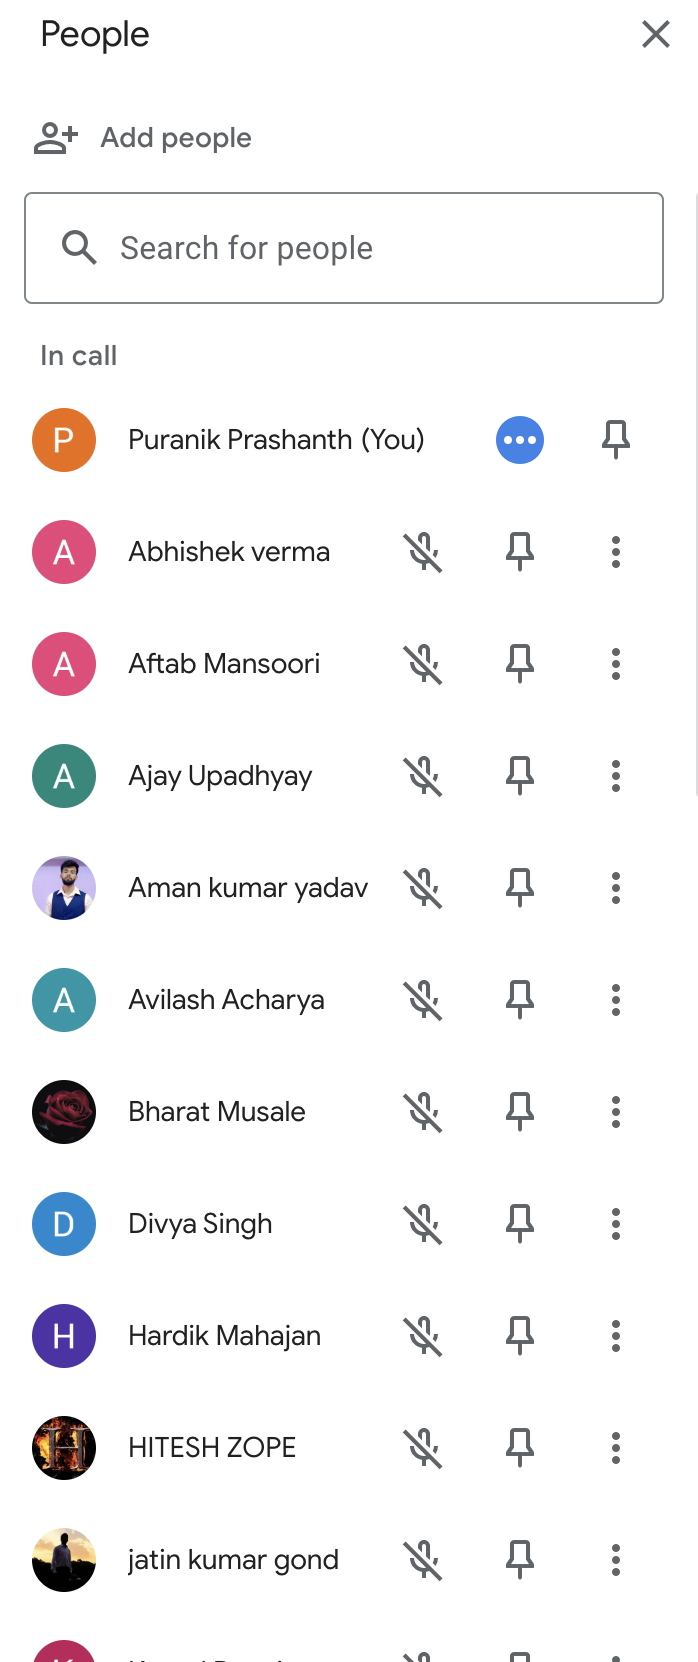 People
Add people
Search for people
In call
P Puranik Prashanth (You)
A Abhishek verma
A Aftab Mansoori
A Ajay Upadhyay
Aman kumar yadav
A Avilash Acharya
Bharat Musale
D Divya Singh
H Hardik Mahajan
H HITESH ZOPE
jatin kumar gond